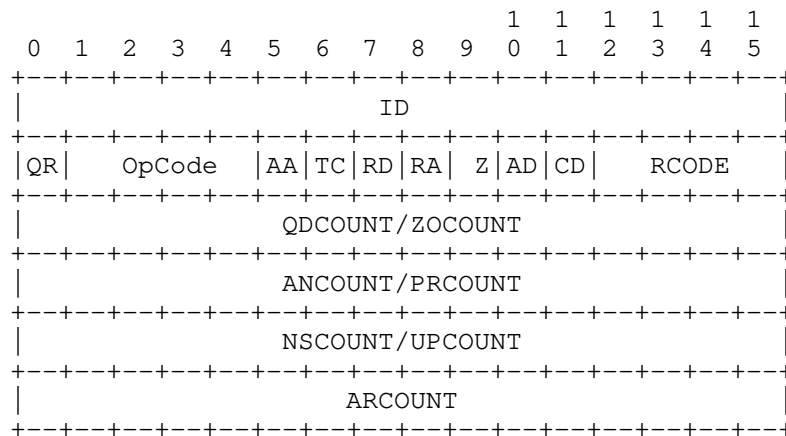 1  1  1  1  1  1
  0  1  2  3  4  5  6  7  8  9  0  1  2  3  4  5
+--+--+--+--+--+--+--+--+--+--+--+--+--+--+--+--+
|                      ID                       |
+--+--+--+--+--+--+--+--+--+--+--+--+--+--+--+--+
|QR|   OpCode  |AA|TC|RD|RA| Z|AD|CD|   RCODE   |
+--+--+--+--+--+--+--+--+--+--+--+--+--+--+--+--+
|                QDCOUNT/ZOCOUNT                |
+--+--+--+--+--+--+--+--+--+--+--+--+--+--+--+--+
|                ANCOUNT/PRCOUNT                |
+--+--+--+--+--+--+--+--+--+--+--+--+--+--+--+--+
|                NSCOUNT/UPCOUNT                |
+--+--+--+--+--+--+--+--+--+--+--+--+--+--+--+--+
|                    ARCOUNT                    |
+--+--+--+--+--+--+--+--+--+--+--+--+--+--+--+--+